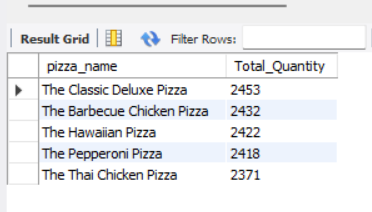 Result Grid Filter Rows:
pizza_name Total_Quantity
The Classic Deluxe Pizza 2453
The Barbecue Chicken Pizza 2432
The Hawaiian Pizza 2422
The Pepperoni Pizza 2418
The Thai Chicken Pizza 2371